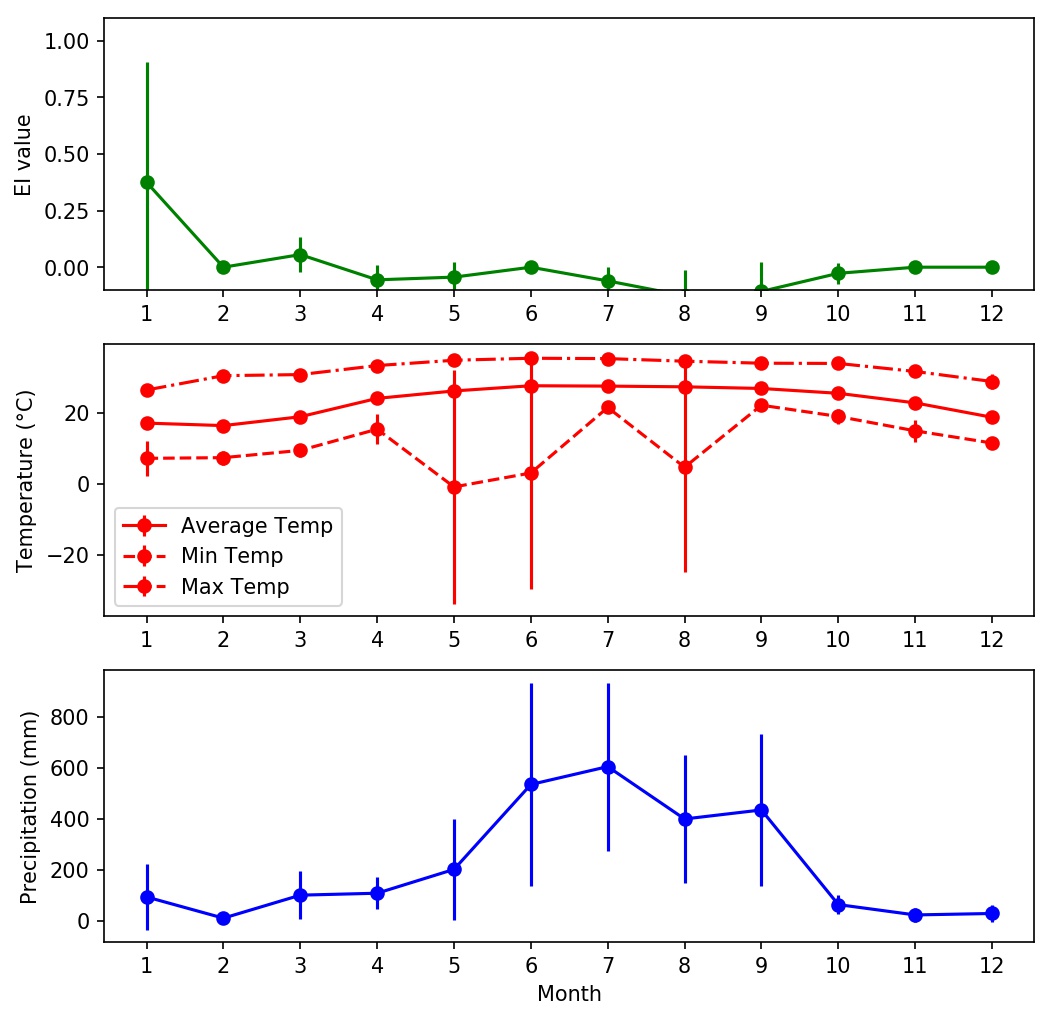 EI value
1.00
0.75
0.50
0.25
0.00
1 2 3 4 5 6 7 8 9 10 11 12
Temperature (°C)
20
0
−20
Average Temp
Min Temp
Max Temp
1 2 3 4 5 6 7 8 9 10 11 12
Precipitation (mm)
800
600
400
200
0
1 2 3 4 5 6 7 8 9 10 11 12
Month